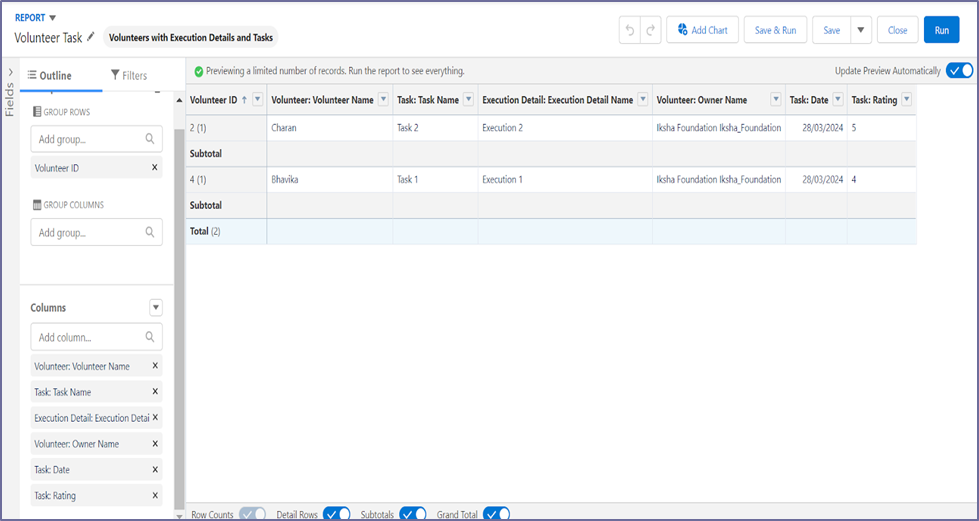 REPORT
Volunteer Task
Volunteers with Execution Details and Tasks
Add Chart
Save & Run
Save
Close
Run
Fields
Outline
Filters
Previewing a limited number of records. Run the report to see everything.
Update Preview Automatically
GROUP ROWS
Add group...
Volunteer ID
GROUP COLUMNS
Add group...
Columns
Add column...
Volunteer: Volunteer Name
Task: Task Name
Execution Detail: Execution Detai
Volunteer: Owner Name
Task: Date
Task: Rating
Volunteer ID Volunteer: Volunteer Name Task: Task Name Execution Detail: Execution Detail Name Volunteer: Owner Name Task: Date Task: Rating
2 (1) Charan Task 2 Execution 2 Iksha Foundation Iksha_Foundation 28/03/2024 5
Subtotal
4 (1) Bhavika Task 1 Execution 1 Iksha Foundation Iksha_Foundation 28/03/2024 4
Subtotal
Total (2)
Row Counts Detail Rows Subtotals Grand Total